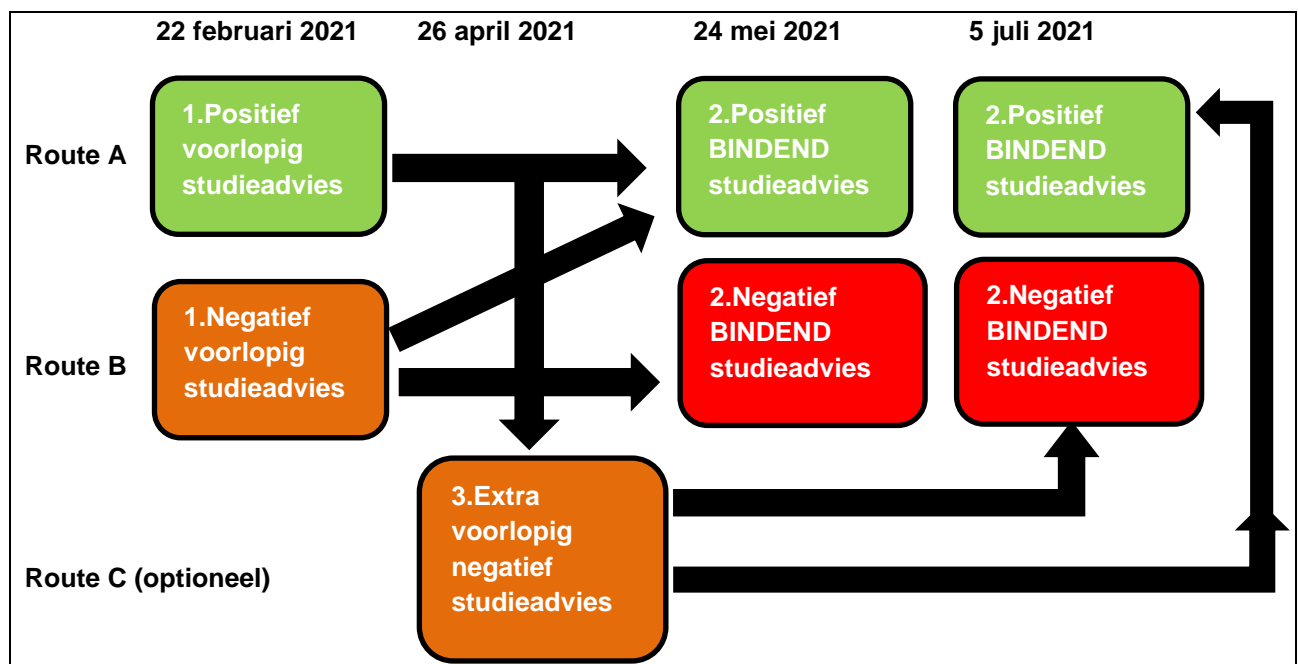 22 februari 2021
26 april 2021
24 mei 2021
5 juli 2021
Route A
1.Positief
voorlopig
studieadvies
2.Positief
BINDEND
studieadvies
2.Positief
BINDEND
studieadvies
Route B
1.Negatief
voorlopig
studieadvies
2.Negatief
BINDEND
studieadvies
2.Negatief
BINDEND
studieadvies
Route C (optioneel)
3.Extra
voorlopig
negatief
studieadvies